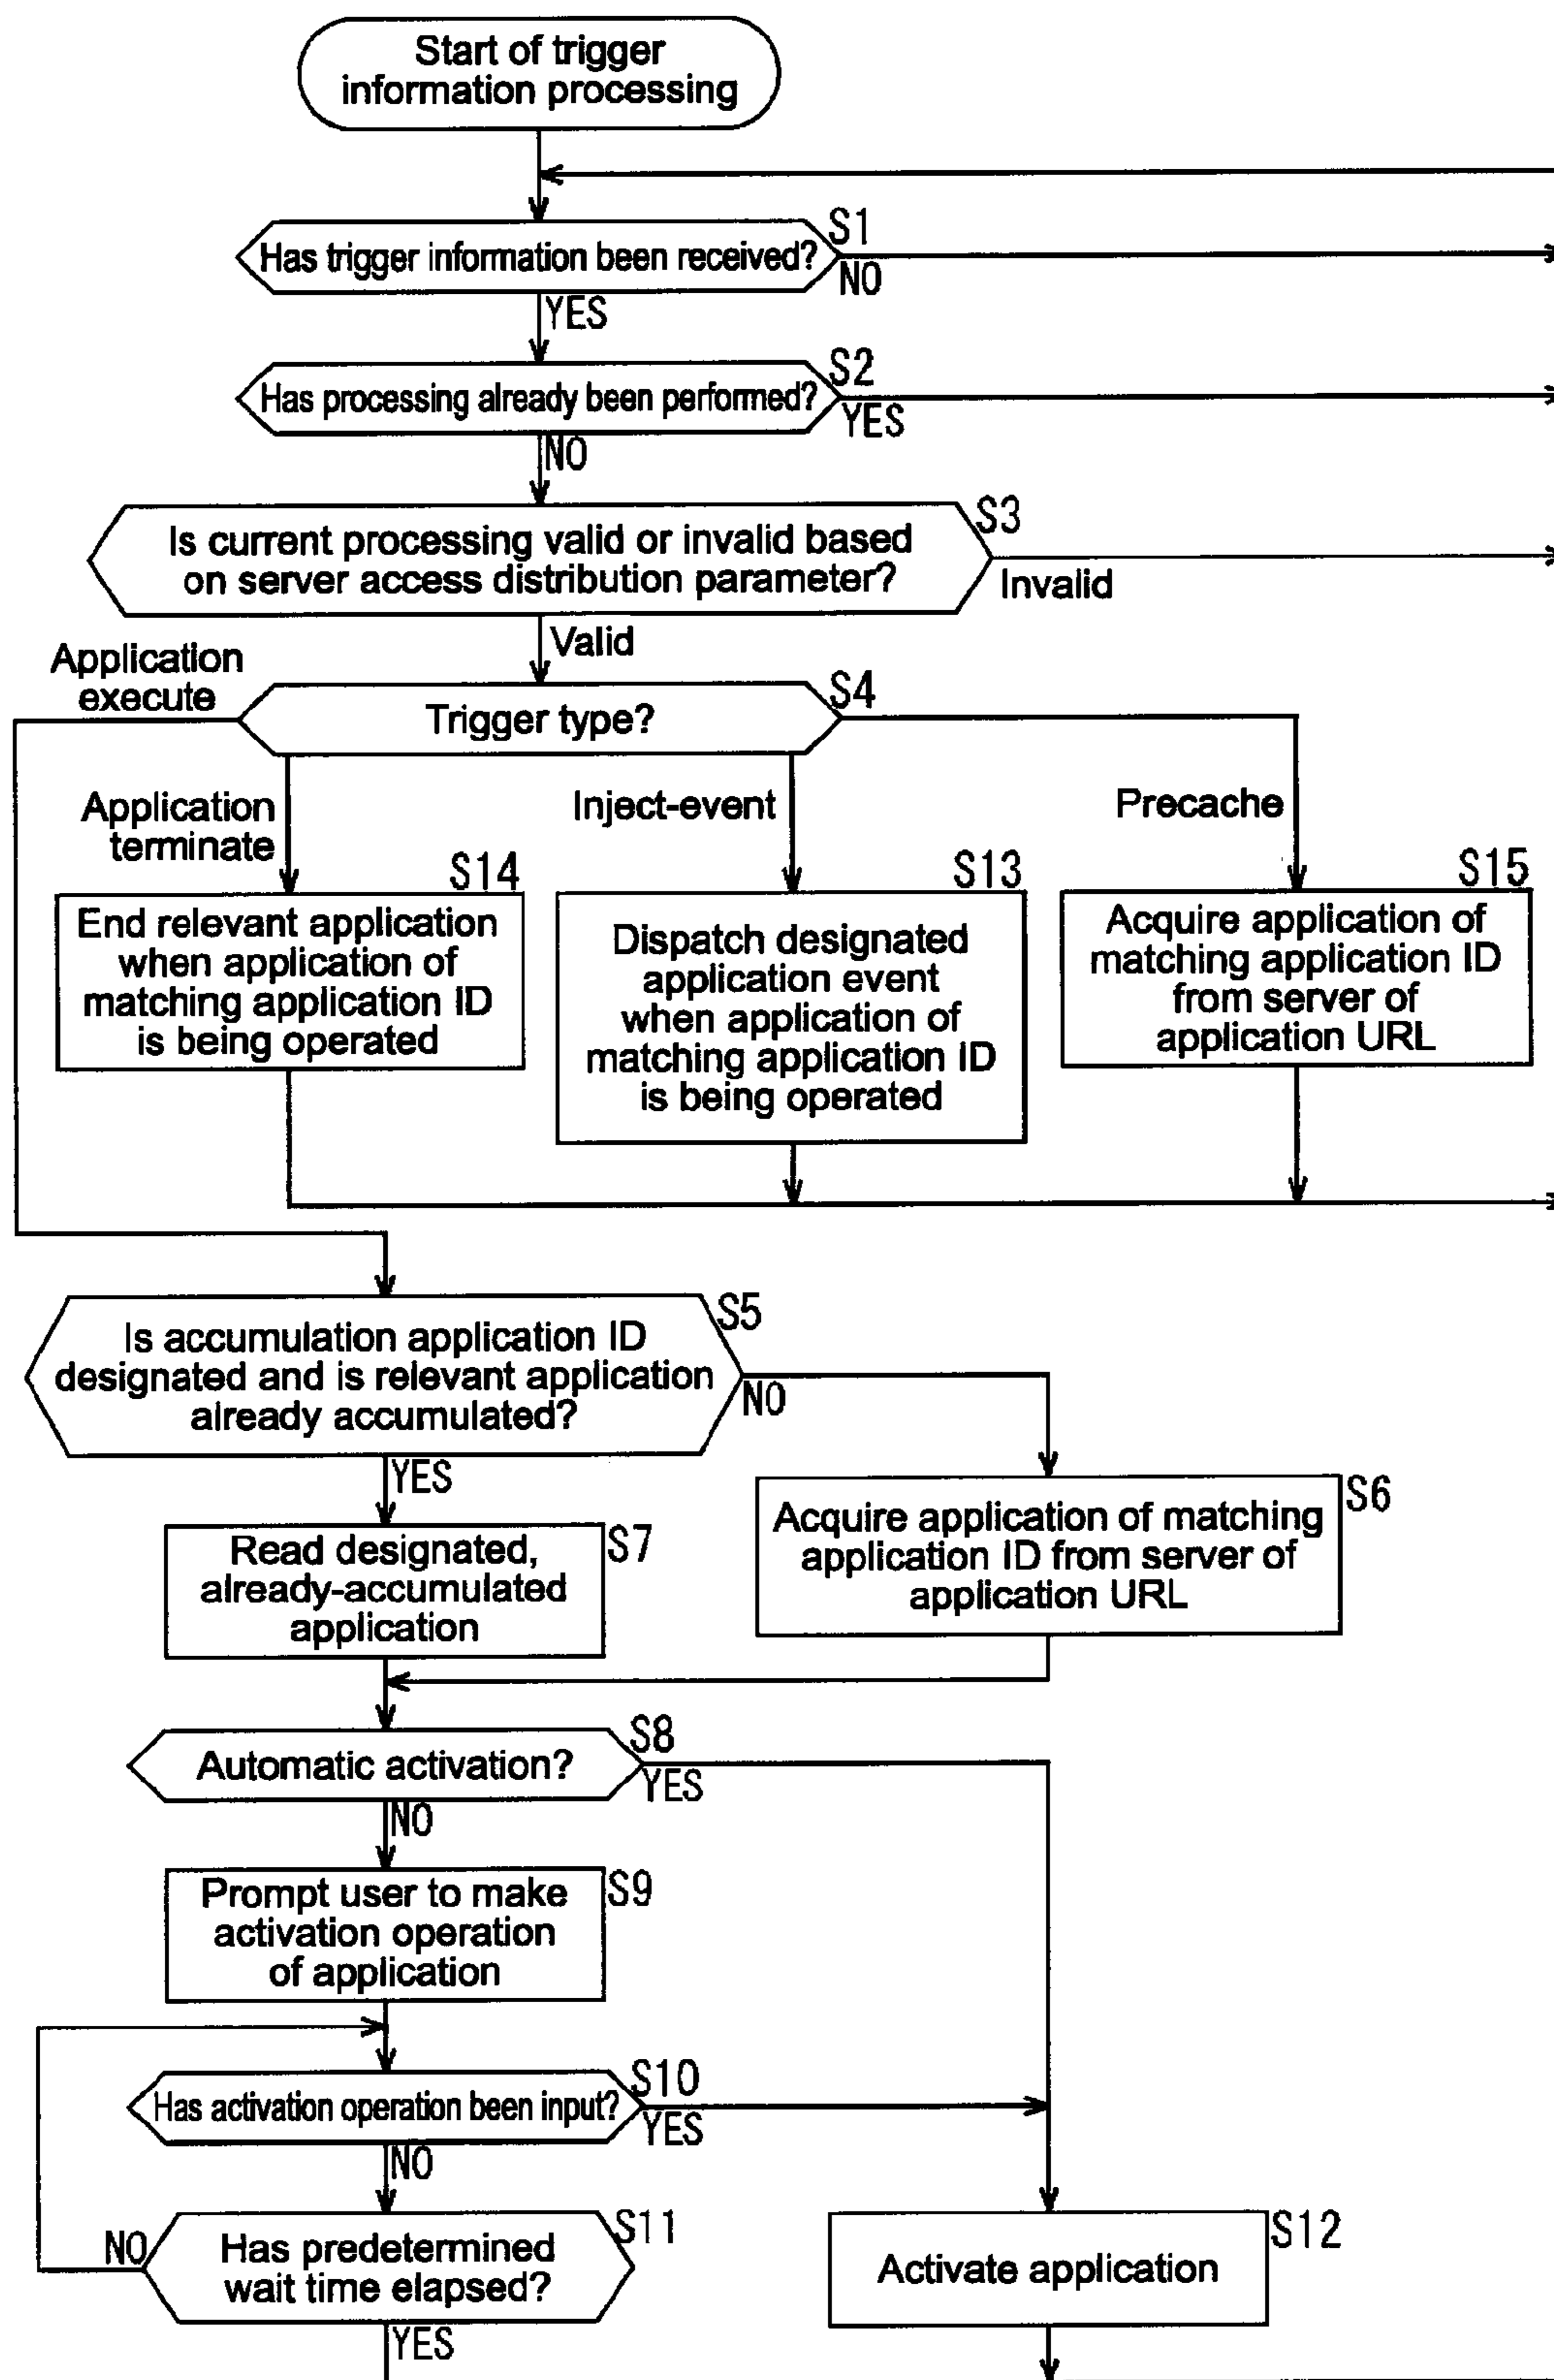 Start of trigger
information processing
S1
Has trigger information been received?
NO
YES
S2
Has processing already been performed?
YES
NO
S3
Is current processing valid or invalid based
on server access distribution parameter?
Invalid
Valid
Application
execute
S4
Trigger type?
Application
terminate
Inject-event
Precache
S14
End relevant application
when application of
matching application ID
is being operated
S13
Dispatch designated
application event
when application of
matching application ID
is being operated
S15
Acquire application of
matching application ID
from server of
application URL
S5
Is accumulation application ID
designated and is relevant application
already accumulated?
NO
YES
S7
Read designated,
already-accumulated
application
S6
Acquire application of matching
application ID from server of
application URL
S8
Automatic activation?
YES
NO
S9
Prompt user to make
activation operation
of application
S10
Has activation operation been input?
YES
NO
S11
NO
Has predetermined
wait time elapsed?
YES
S12
Activate application